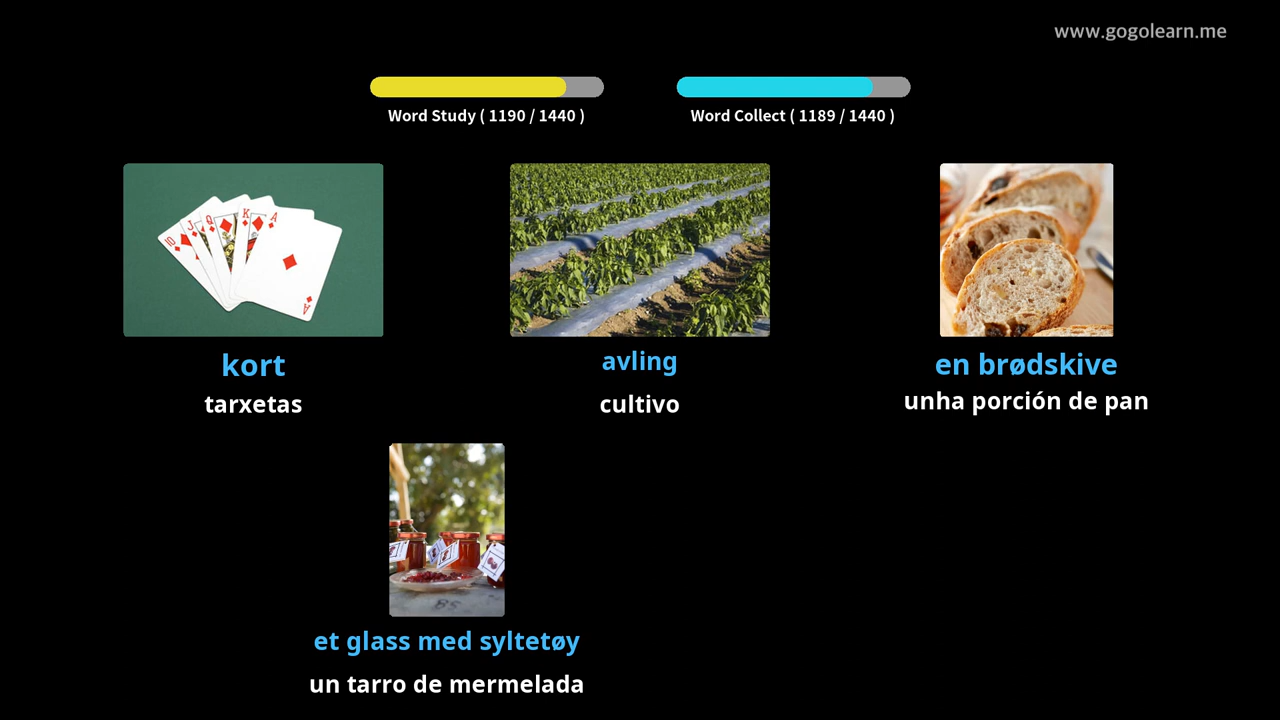 www.gogolearn.me
Word Study ( 1190 / 1440 )
Word Collect ( 1189 / 1440 )
10 J Q K A
A
kort
avling
en brødskive
tarxetas
cultivo
unha porción de pan
et glass med syltetøy
un tarro de mermelada